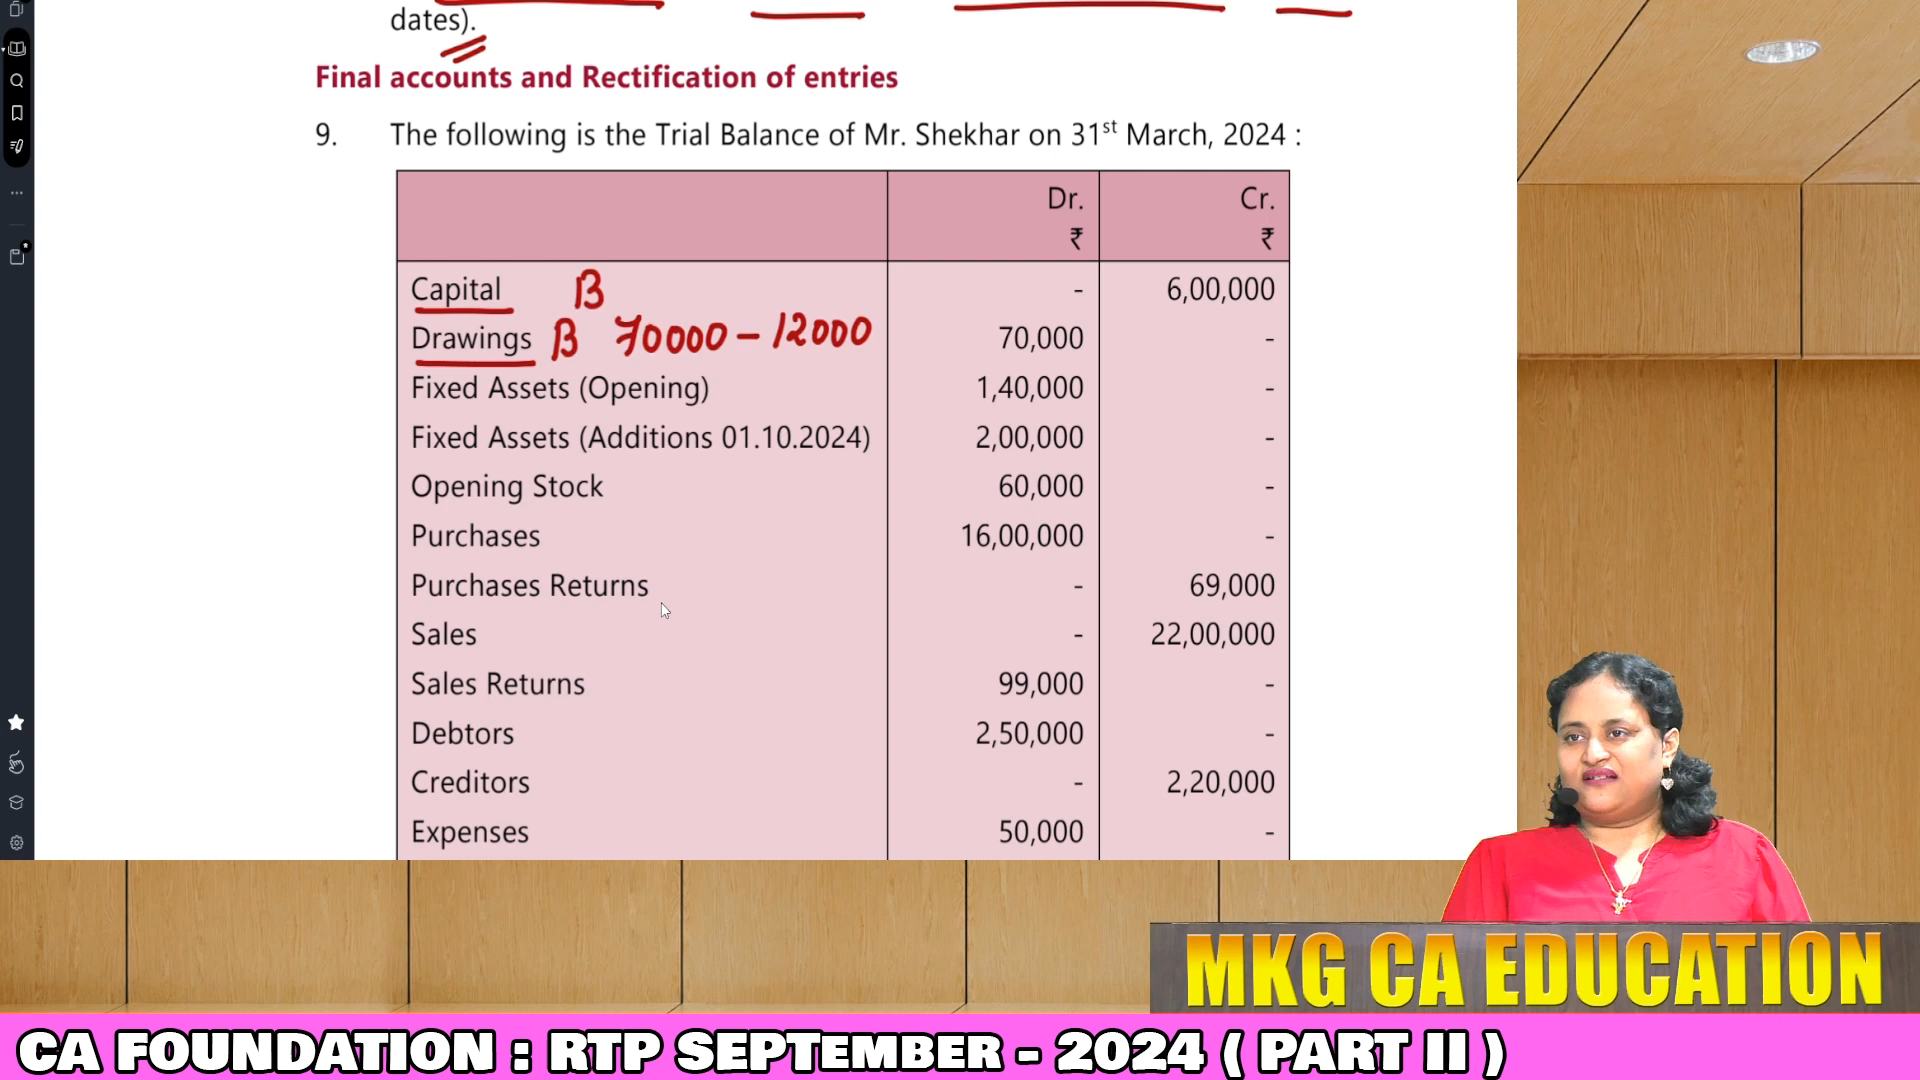 dates).
Final accounts and Rectification of entries
9. The following is the Trial Balance of Mr. Shekhar on 31st March, 2024 :
Dr. Cr.
₹ ₹
Capital B - 6,00,000
Drawings B 70000 - 12000 70,000 -
Fixed Assets (Opening) 1,40,000 -
Fixed Assets (Additions 01.10.2024) 2,00,000 -
Opening Stock 60,000 -
Purchases 16,00,000 -
Purchases Returns - 69,000
Sales - 22,00,000
Sales Returns 99,000 -
Debtors 2,50,000 -
Creditors - 2,20,000
Expenses 50,000 -
MKG CA EDUCATION
CA FOUNDATION : RTP SEPTEMBER - 2024 ( PART II )